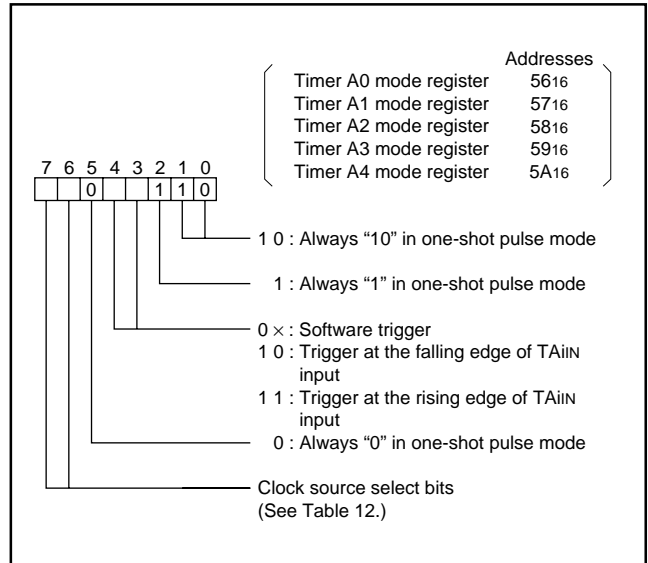 Addresses
Timer A0 mode register 5616
Timer A1 mode register 5716
Timer A2 mode register 5816
Timer A3 mode register 5916
Timer A4 mode register 5A16
7 6 5 4 3 2 1 0
0 1 1 0
1 0 : Always “10” in one-shot pulse mode
1 : Always “1” in one-shot pulse mode
0 × : Software trigger
1 0 : Trigger at the falling edge of TAiIN
input
1 1 : Trigger at the rising edge of TAiIN
input
0 : Always “0” in one-shot pulse mode
Clock source select bits
(See Table 12.)